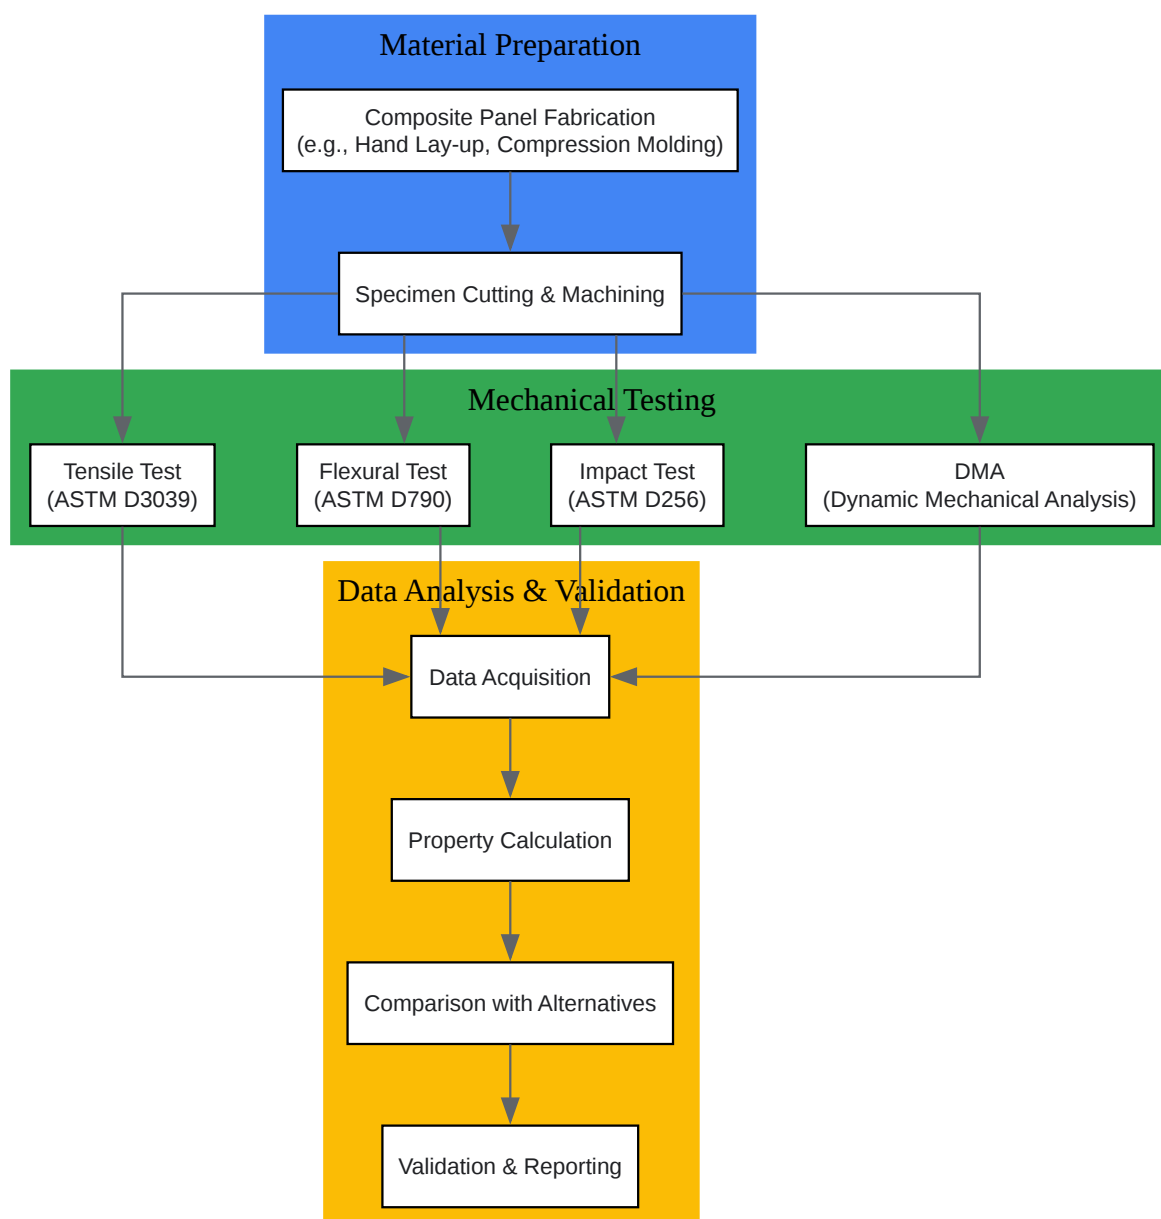 Material Preparation
Composite Panel Fabrication
(e.g., Hand Lay-up, Compression Molding)
Specimen Cutting & Machining
Mechanical Testing
Tensile Test
(ASTM D3039)
Flexural Test
(ASTM D790)
Impact Test
(ASTM D256)
DMA
(Dynamic Mechanical Analysis)
Data Analysis & Validation
Data Acquisition
Property Calculation
Comparison with Alternatives
Validation & Reporting